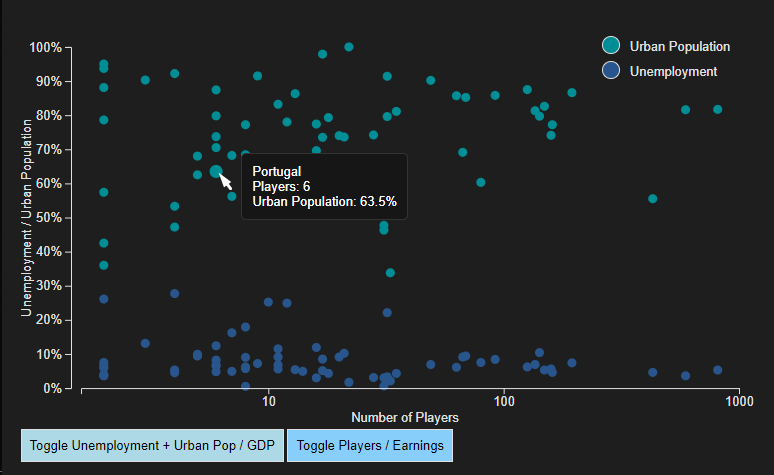 100%
90%
80%
70%
60%
50%
40%
30%
20%
10%
0%
Unemployment / Urban Population
Urban Population
Unemployment
Portugal
Players: 6
Urban Population: 63.5%
10
100
1000
Number of Players
Toggle Unemployment + Urban Pop / GDP
Toggle Players / Earnings